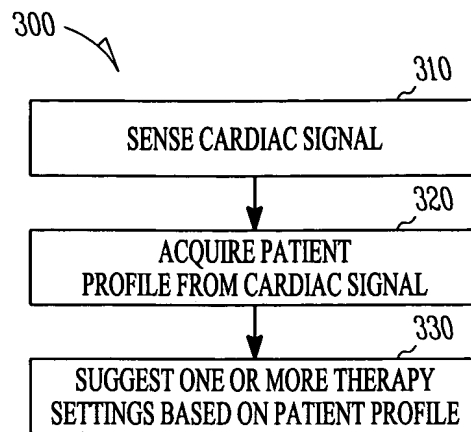 300
310
SENSE CARDIAC SIGNAL
320
ACQUIRE PATIENT
PROFILE FROM CARDIAC SIGNAL
330
SUGGEST ONE OR MORE THERAPY
SETTINGS BASED ON PATIENT PROFILE